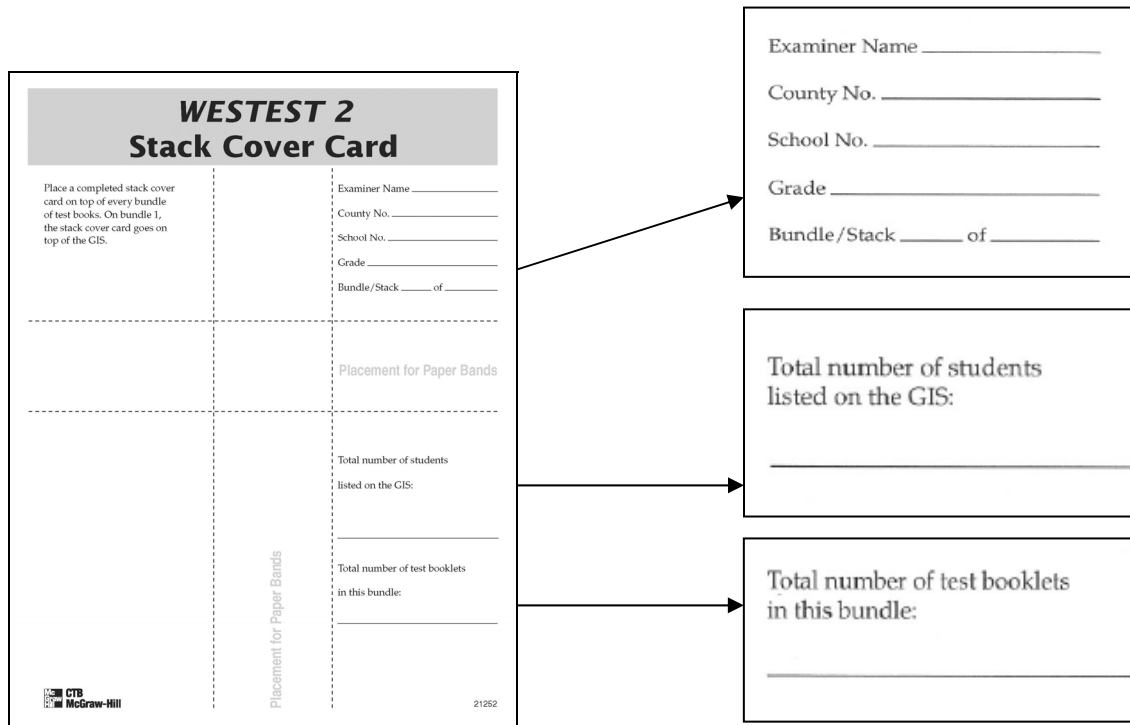 WESTEST 2
Stack Cover Card
Place a completed stack cover
card on top of every bundle
of test books. On bundle 1,
the stack cover card goes on
top of the GIS.
Examiner Name
County No.
School No.
Grade
Bundle/Stack of
Placement for Paper Bands
Total number of students
listed on the GIS:
Total number of test booklets
in this bundle:
Placement for Paper Bands
CTB
McGraw-Hill
21252
Examiner Name
County No.
School No.
Grade
Bundle/Stack of
Total number of students
listed on the GIS:
Total number of test booklets
in this bundle: